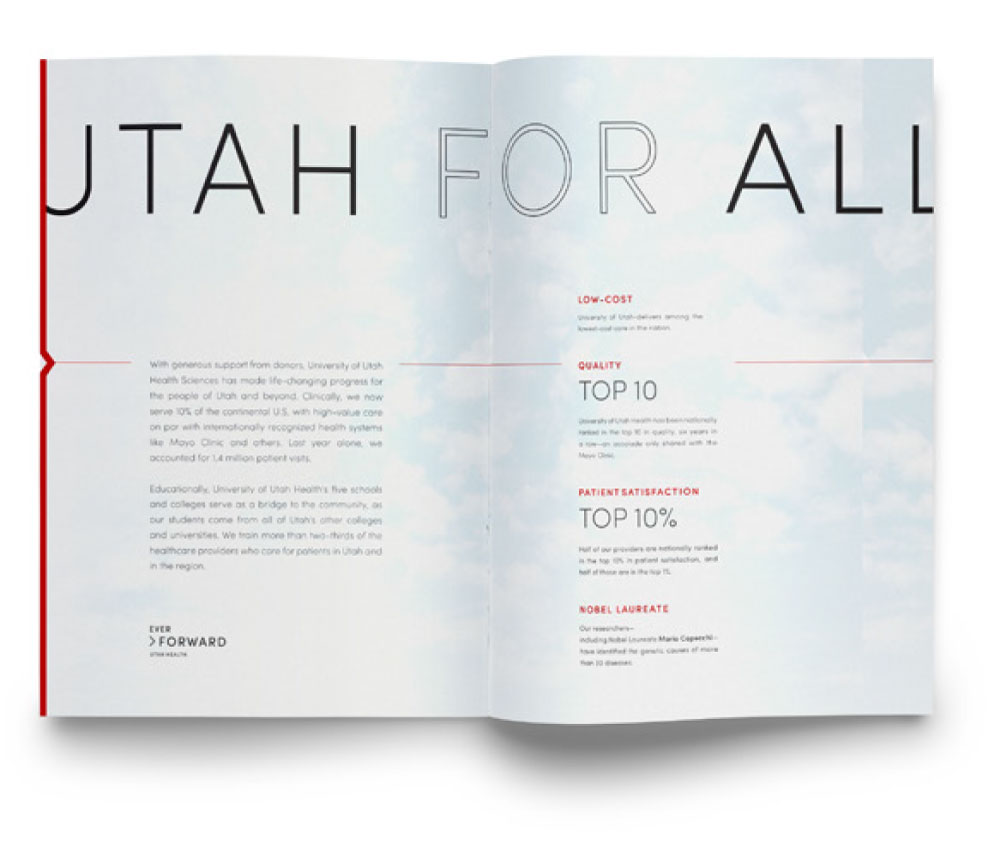 UTAH FOR ALL
With generous support from donors, University of Utah
Health Sciences has made life-changing progress for
the people of Utah and beyond. Clinically, we now
serve 10% of the continental U.S. with high-value care
on par with internationally recognized health systems
like Mayo Clinic and others. Last year alone, we
accounted for 1.4 million patient visits.
Educationally, University of Utah Health's five schools
and colleges serve as a bridge to the community, as
our students come from all of Utah's other colleges
and universities. We train more than two-thirds of the
healthcare providers who care for patients in Utah and
in the region.
EVER
>FORWARD
UTAH HEALTH
LOW-COST
University of Utah delivers among the
lowest-cost care in the nation.
QUALITY
TOP 10
University of Utah Health has been nationally
ranked in the top 10 in quality, six years in
a row—an accolade only shared with the
Mayo Clinic.
PATIENT SATISFACTION
TOP 10%
Half of our providers are nationally ranked
in the top 10% in patient satisfaction, and
half of those are in the top 1%.
NOBEL LAUREATE
Our researchers—
including Nobel Laureate Mario Capecchi—
have identified the genetic causes of more
than 30 diseases.